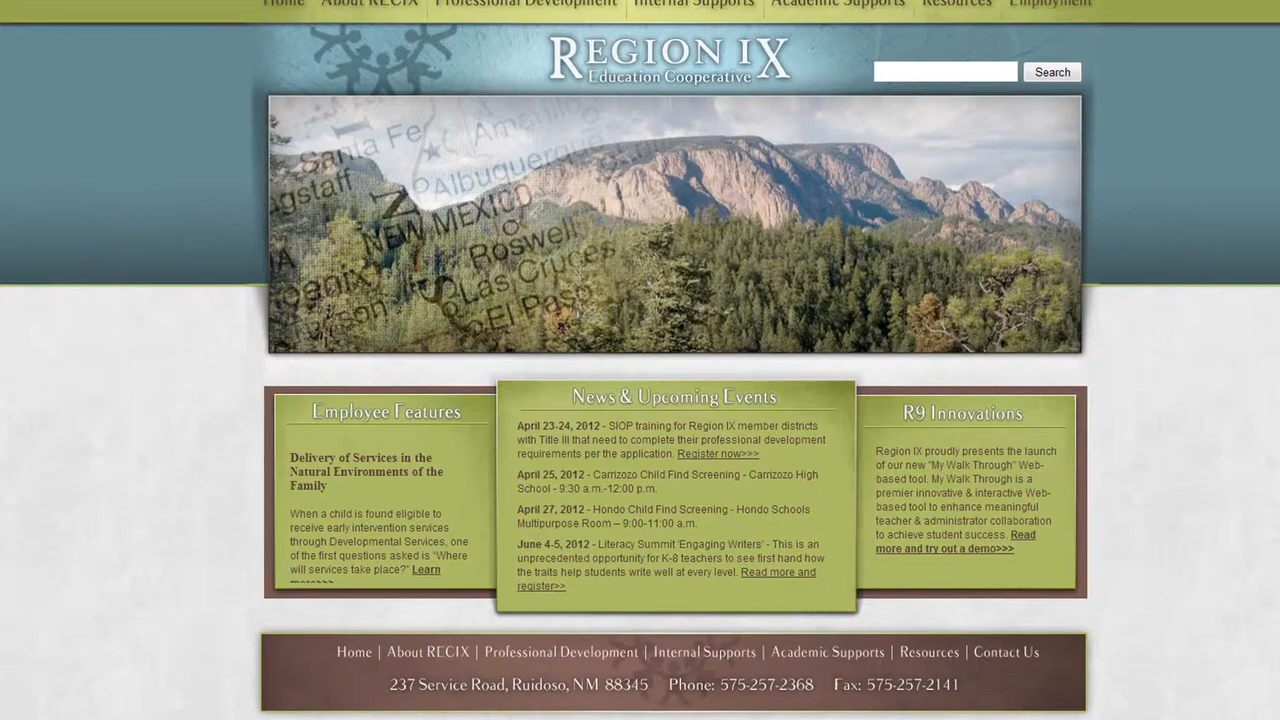 Home About RECIX Professional Development Internal Supports Academic Supports Resources Employment
REGION IX
Education Cooperative
Search
Santa Fe
Amarillo
Albuquerque
NEW MEXICO
Roswell
Las Cruces
El Paso
Employee Features
Delivery of Services in the
Natural Environments of the
Family
When a child is found eligible to
receive early intervention services
through Developmental Services, one
of the first questions asked is "Where
will services take place?" Learn
more>>>
News & Upcoming Events
April 23-24, 2012 - SIOP training for Region IX member districts
with Title III that need to complete their professional development
requirements per the application. Register now>>>
April 25, 2012 - Carrizozo Child Find Screening - Carrizozo High
School - 9:30 a.m.-12:00 p.m.
April 27, 2012 - Hondo Child Find Screening - Hondo Schools
Multipurpose Room – 9:00-11:00 a.m.
June 4-5, 2012 - Literacy Summit 'Engaging Writers' - This is an
unprecedented opportunity for K-8 teachers to see first hand how
the traits help students write well at every level. Read more and
register>>
R9 Innovations
Region IX proudly presents the launch
of our new "My Walk Through" Web-
based tool. My Walk Through is a
premier innovative & interactive Web-
based tool to enhance meaningful
teacher & administrator collaboration
to achieve student success. Read
more and try out a demo>>>
Home | About RECIX | Professional Development | Internal Supports | Academic Supports | Resources | Contact Us
237 Service Road, Ruidoso, NM 88345 Phone: 575-257-2368 Fax: 575-257-2141